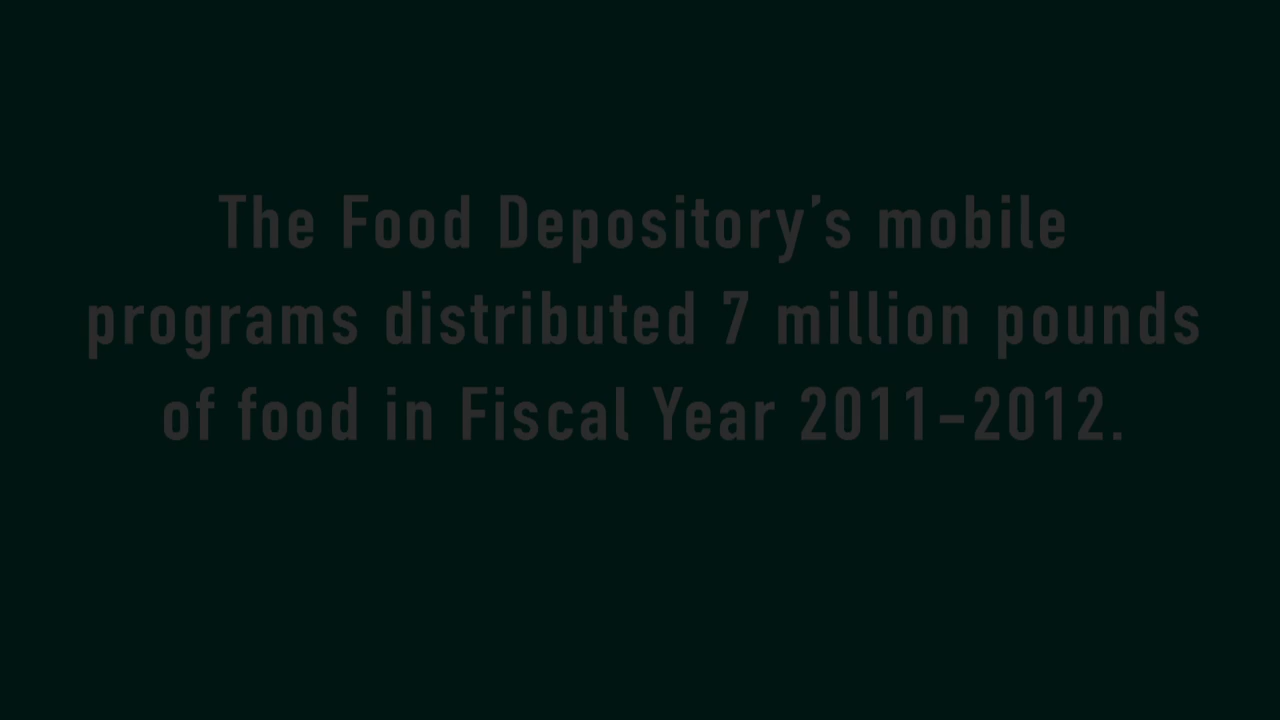 The Food Depository’s mobile
programs distributed 7 million pounds
of food in Fiscal Year 2011–2012.